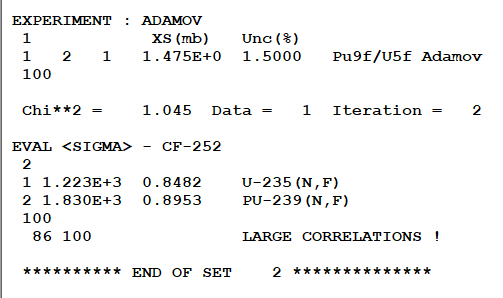 EXPERIMENT : ADAMOV
1 XS(mb) Unc(%)
1 2 1 1.475E+0 1.5000 Pu9f/U5f Adamov
100
Chi**2 = 1.045 Data = 1 Iteration = 2
EVAL <SIGMA> - CF-252
2
1 1.223E+3 0.8482 U-235(N,F)
2 1.830E+3 0.8953 PU-239(N,F)
100
86 100 LARGE CORRELATIONS !
********** END OF SET 2 **************